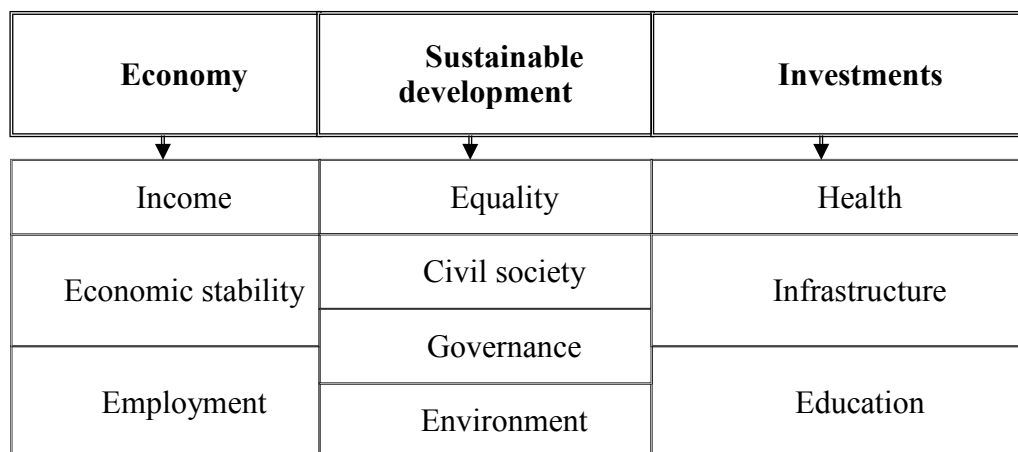 Economy
Sustainable
development
Investments
Income
Equality
Health
Economic stability
Civil society
Infrastructure
Governance
Employment
Environment
Education